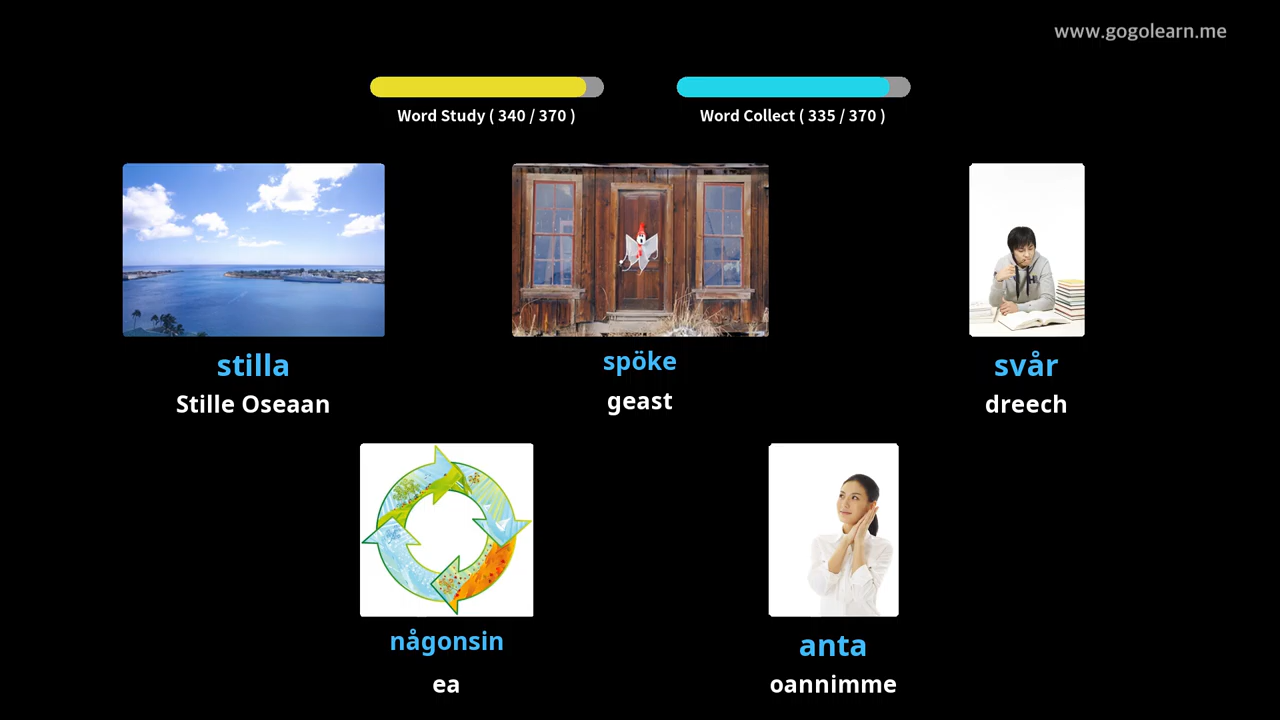 www.gogolearn.me
Word Study ( 340 / 370 )
Word Collect ( 335 / 370 )
stilla
Stille Oseaan
spöke
geast
svår
dreech
någonsin
ea
anta
oannimme